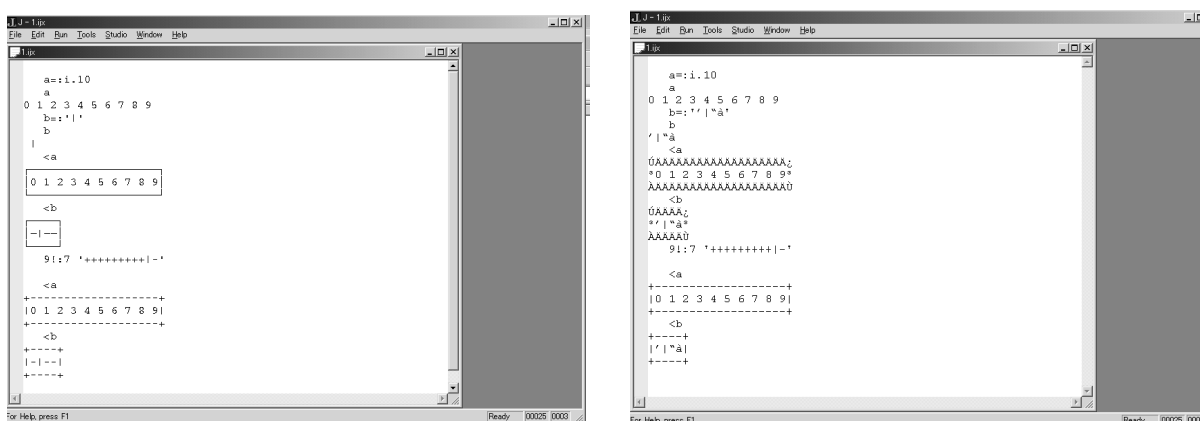 J - 1.ijx
File Edit Run Tools Studio Window Help
1.ijx
a=:i.10
a
0 1 2 3 4 5 6 7 8 9
b=:'|'
b
|
<a
|0 1 2 3 4 5 6 7 8 9|
<b
-|--
9!:7 '+++++++++|-'
<a
+-------------------+
|0 1 2 3 4 5 6 7 8 9|
+-------------------+
<b
+----+
|-|--|
+----+
For Help, press F1
Ready 00025 0003
J - 1.ijx
File Edit Run Tools Studio Window Help
1.ijx
a=:i.10
a
0 1 2 3 4 5 6 7 8 9
b=:'′|“à'
b
′|“à
<a
ÚÄÄÄÄÄÄÄÄÄÄÄÄÄÄÄÄÄÄÄ¿
³0 1 2 3 4 5 6 7 8 9³
ÀÄÄÄÄÄÄÄÄÄÄÄÄÄÄÄÄÄÄÄÙ
<b
ÚÄÄÄÄ¿
³′|“à³
ÀÄÄÄÄÙ
9!:7 '+++++++++|-'
<a
+-------------------+
|0 1 2 3 4 5 6 7 8 9|
+-------------------+
<b
+----+
|′|“à|
+----+
For Help, press F1
Ready 00025